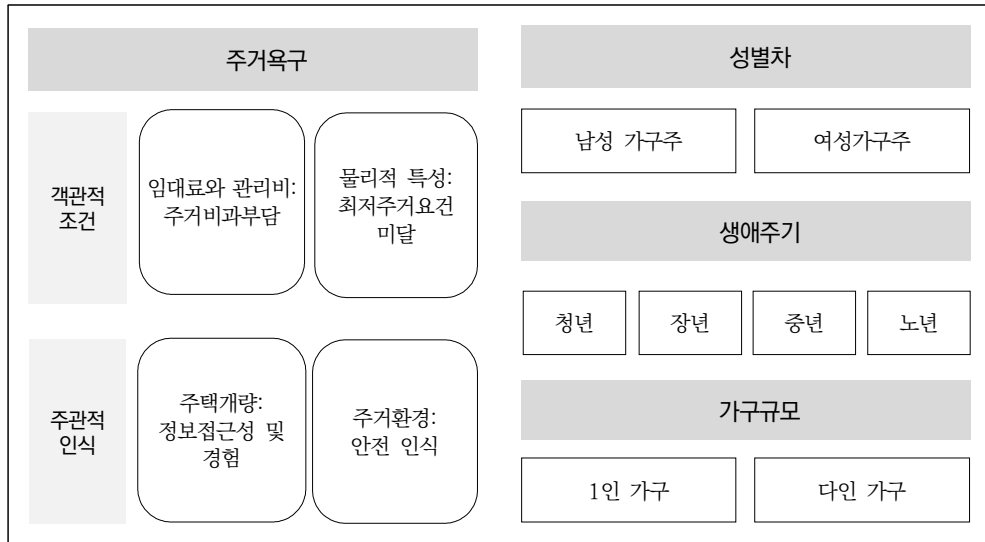 주거욕구
객관적
조건
임대료와 관리비:
주거비과부담
물리적 특성:
최저주거요건
미달
주관적
인식
주택개량:
정보접근성 및
경험
주거환경:
안전 인식
성별차
남성 가구주
여성가구주
생애주기
청년
장년
중년
노년
가구규모
1인 가구
다인 가구